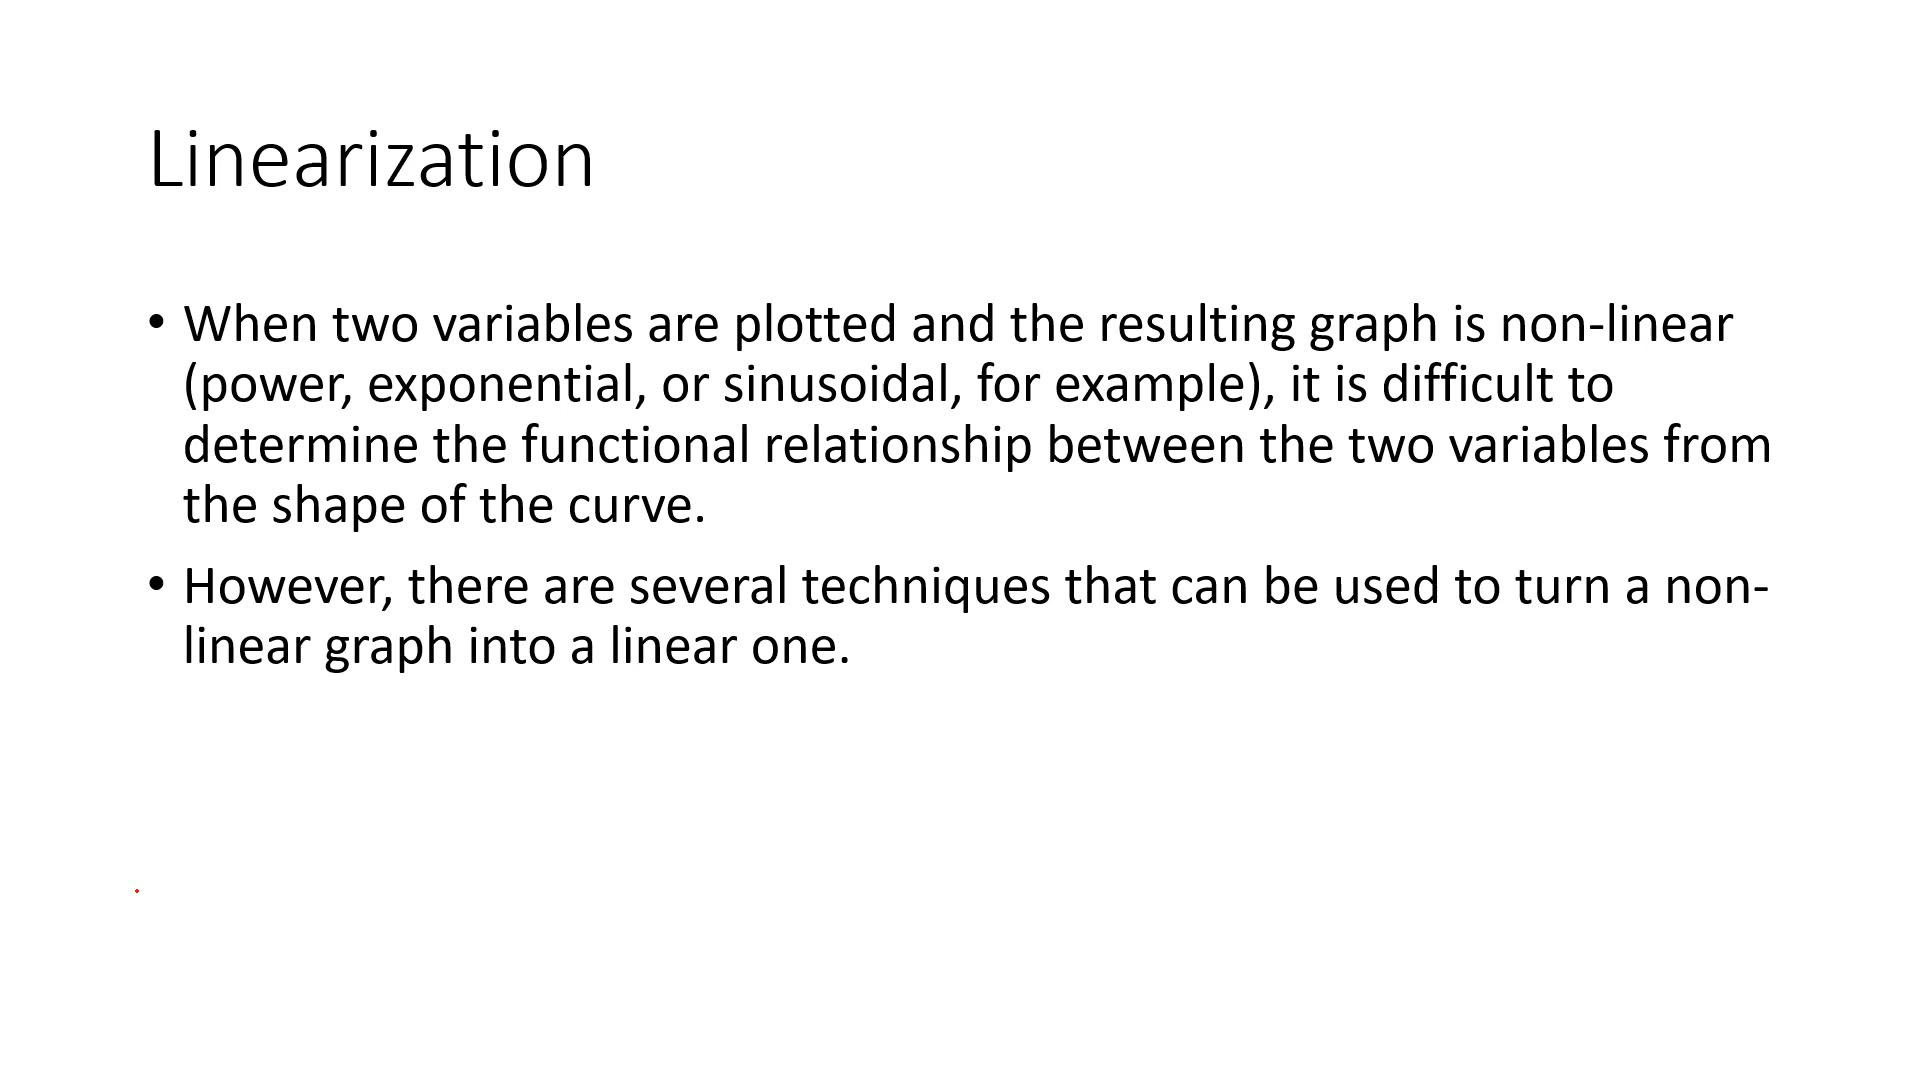 Linearization
• When two variables are plotted and the resulting graph is non-linear
(power, exponential, or sinusoidal, for example), it is difficult to
determine the functional relationship between the two variables from
the shape of the curve.
• However, there are several techniques that can be used to turn a non-
linear graph into a linear one.